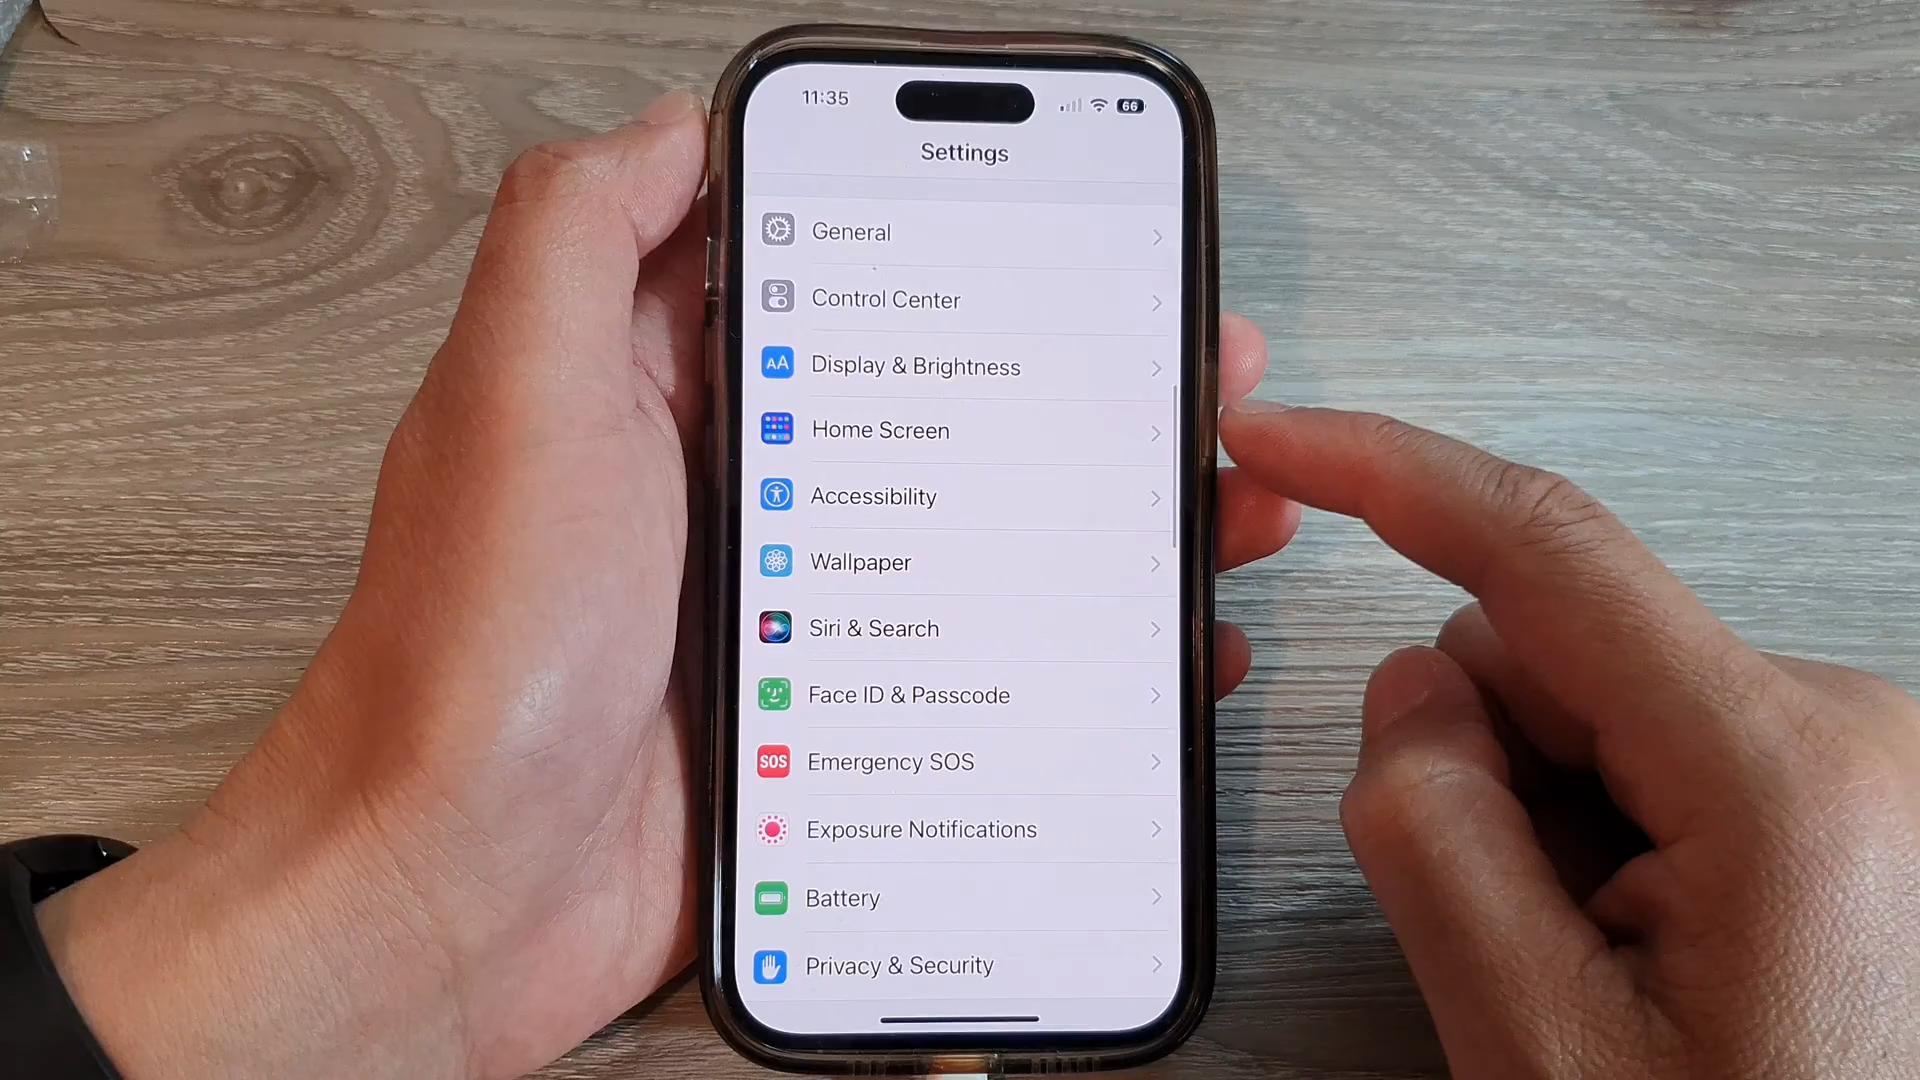 11:35
66
Settings
General
Control Center
AA Display & Brightness
Home Screen
Accessibility
Wallpaper
Siri & Search
Face ID & Passcode
SOS Emergency SOS
Exposure Notifications
Battery
Privacy & Security